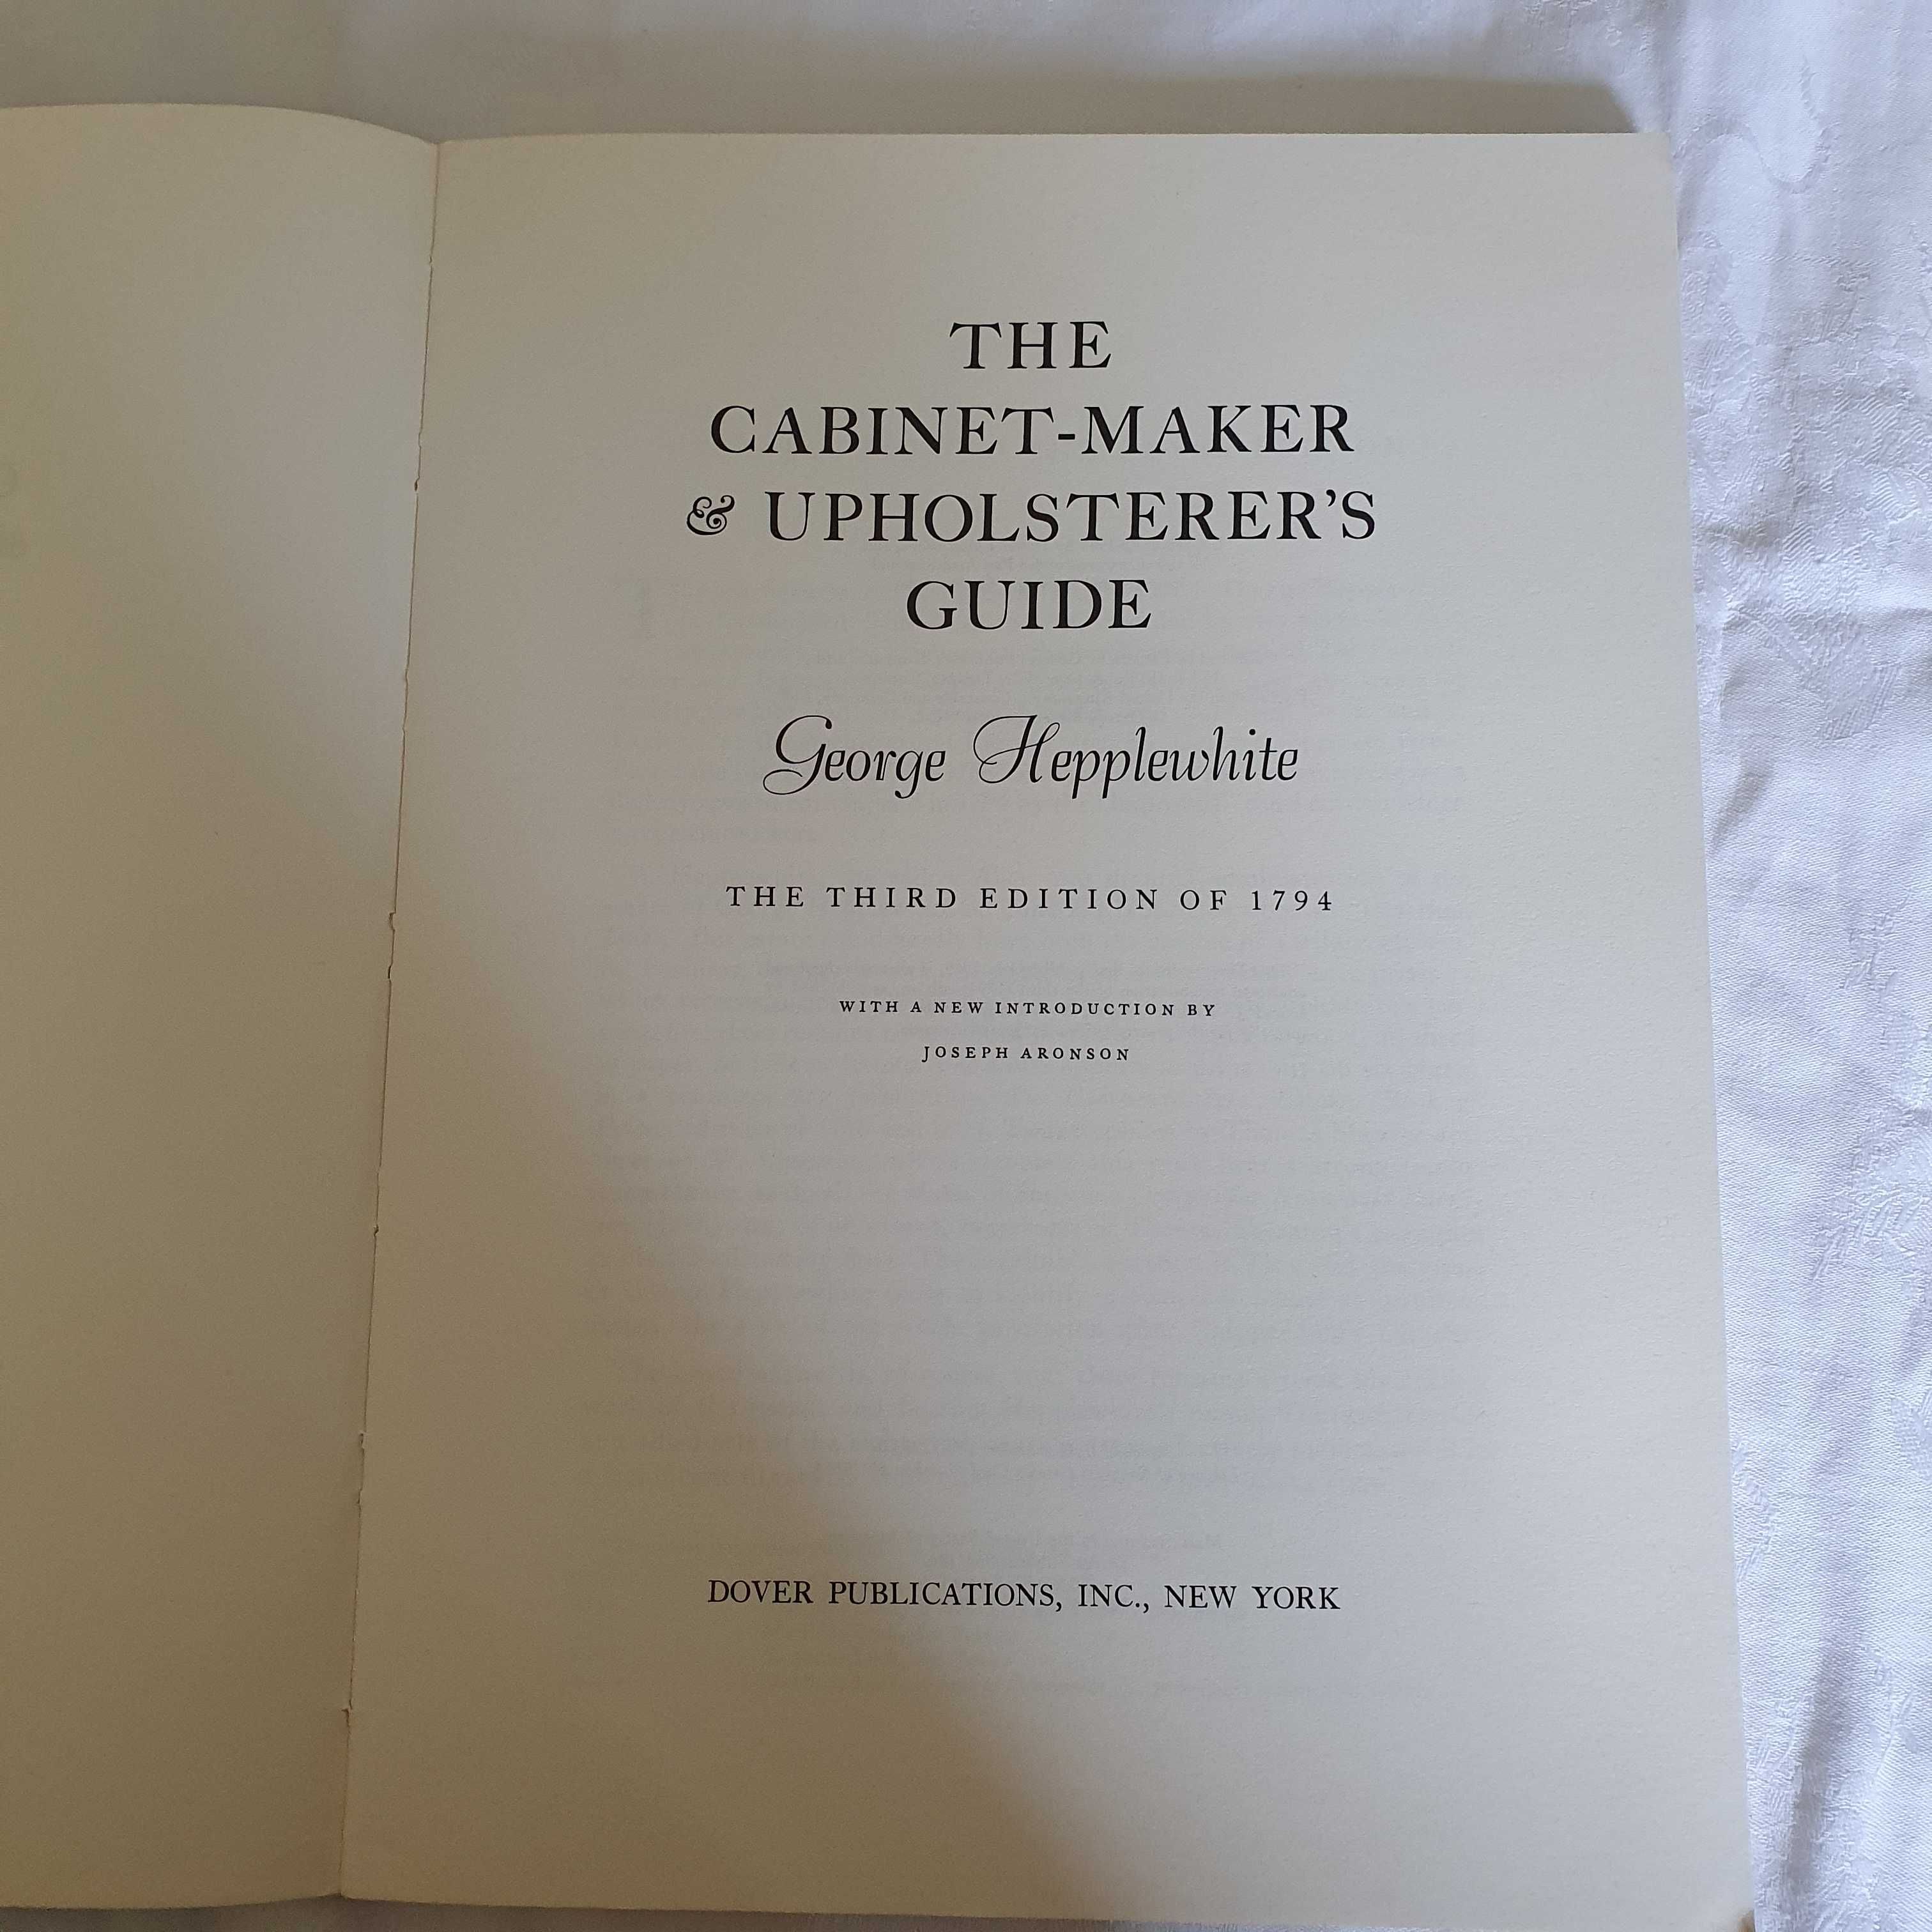 THE
CABINET-MAKER
& UPHOLSTERER'S
GUIDE
George Hepplewhite
THE THIRD EDITION OF 1794
WITH A NEW INTRODUCTION BY
JOSEPH ARONSON
DOVER PUBLICATIONS, INC., NEW YORK